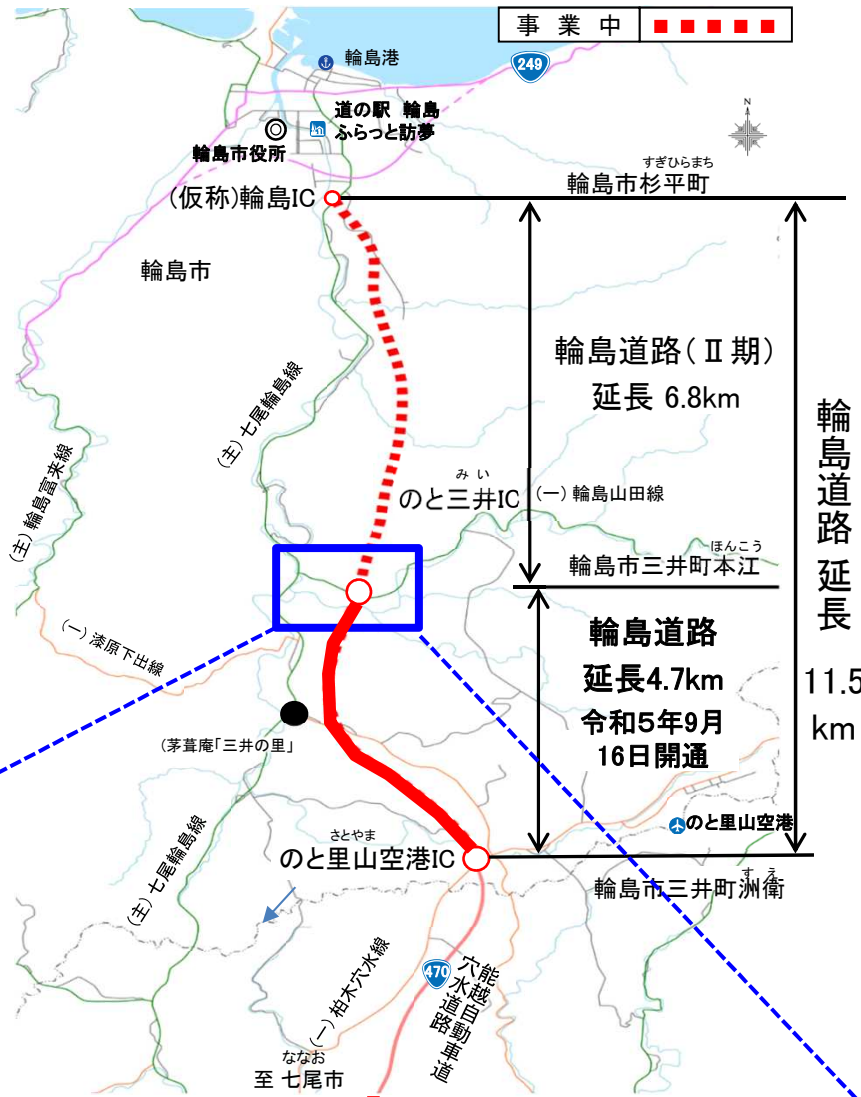 事業中
輪島港
249
道の駅 輪島
ふらっと訪夢
輪島市役所
N
すぎひらまち
輪島市杉平町
(仮称)輪島IC
輪島市
輪島道路(Ⅱ期)
延長 6.8km
(主)七尾輪島線
(主)輪島富来線
みい
のと三井IC
(一)輪島山田線
ほんこう
輪島市三井町本江
輪島道路 延長
11.5
km
(一)漆原下出線
輪島道路
延長4.7km
令和5年9月
16日開通
(茅葺庵「三井の里」
のと里山空港
さとやま
のと里山空港IC
(主)七尾輪島線
すえ
輪島市三井町洲衛
(一)柏木穴水線
470
能越自動車道
穴水道路
ななお
至 七尾市